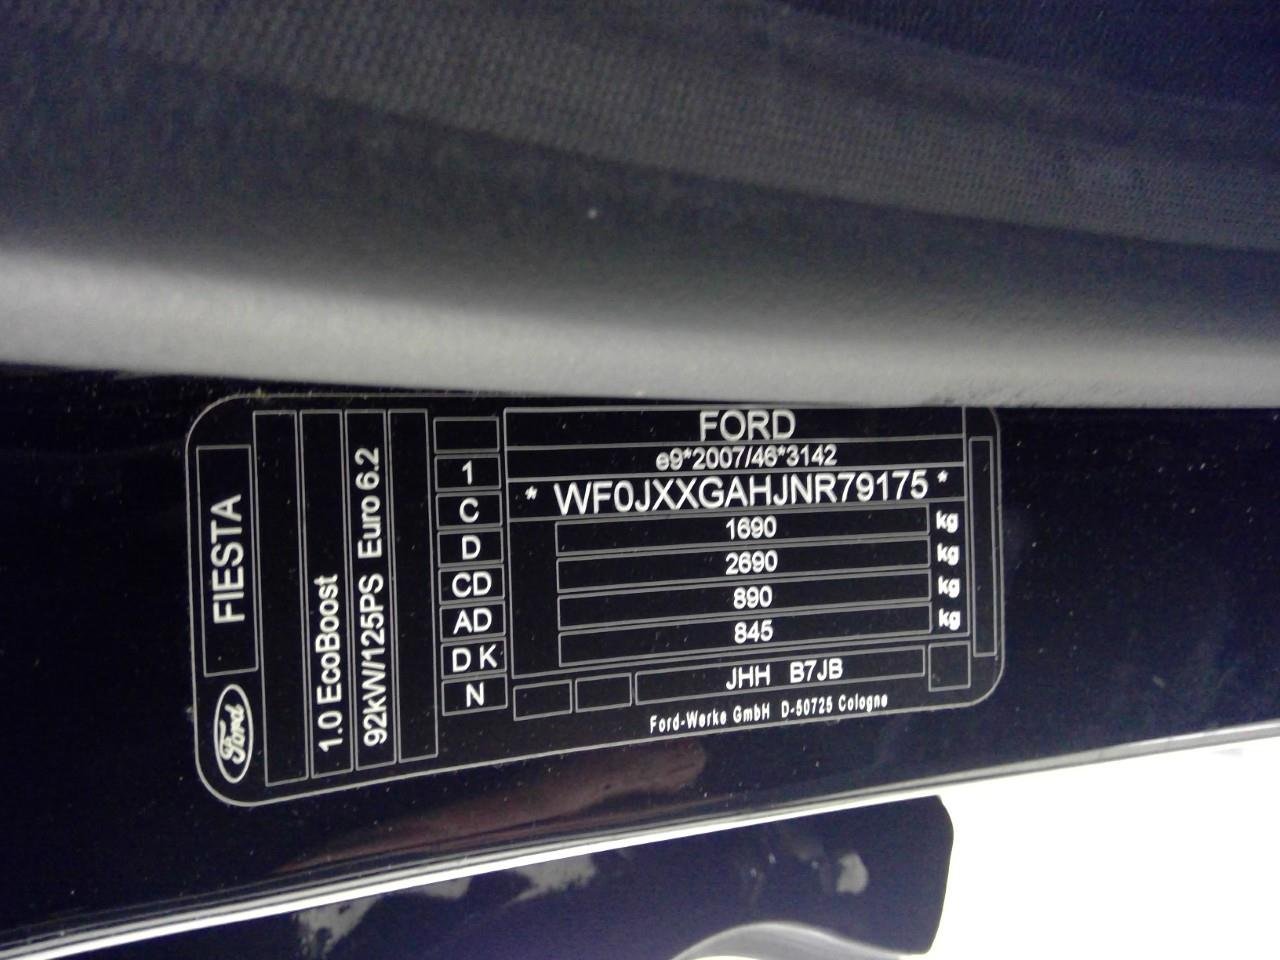 FORD
e9*2007/46*3142
* WF0JXXGAHJNR79175 *
1690 kg
2690 kg
890 kg
845 kg
JHH B7JB
Ford-Werke GmbH D-50725 Cologne
1
C
D
CD
AD
D K
N
Ford
FIESTA
1.0 EcoBoost
92kW/125PS Euro 6.2